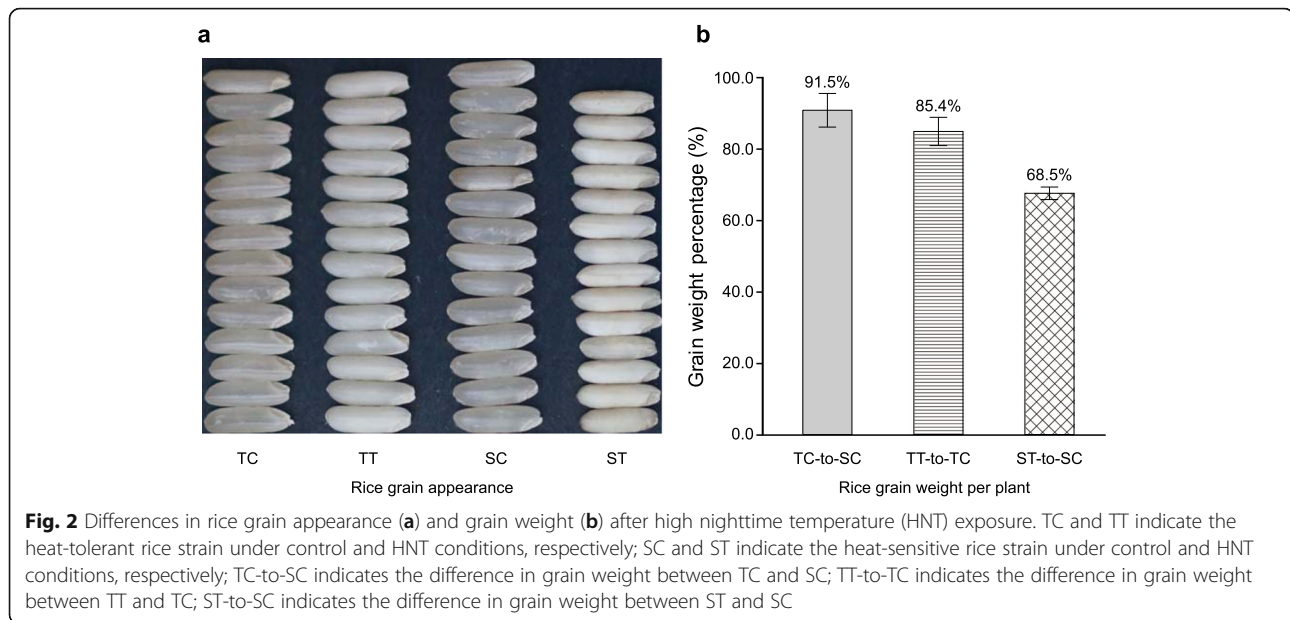 a
b
TC TT SC ST
Rice grain appearance
Grain weight percentage (%)
100.0
80.0
60.0
40.0
20.0
0.0
91.5%
85.4%
68.5%
TC-to-SC TT-to-TC ST-to-SC
Rice grain weight per plant
Fig. 2 Differences in rice grain appearance (a) and grain weight (b) after high nighttime temperature (HNT) exposure. TC and TT indicate the
heat-tolerant rice strain under control and HNT conditions, respectively; SC and ST indicate the heat-sensitive rice strain under control and HNT
conditions, respectively; TC-to-SC indicates the difference in grain weight between TC and SC; TT-to-TC indicates the difference in grain weight
between TT and TC; ST-to-SC indicates the difference in grain weight between ST and SC